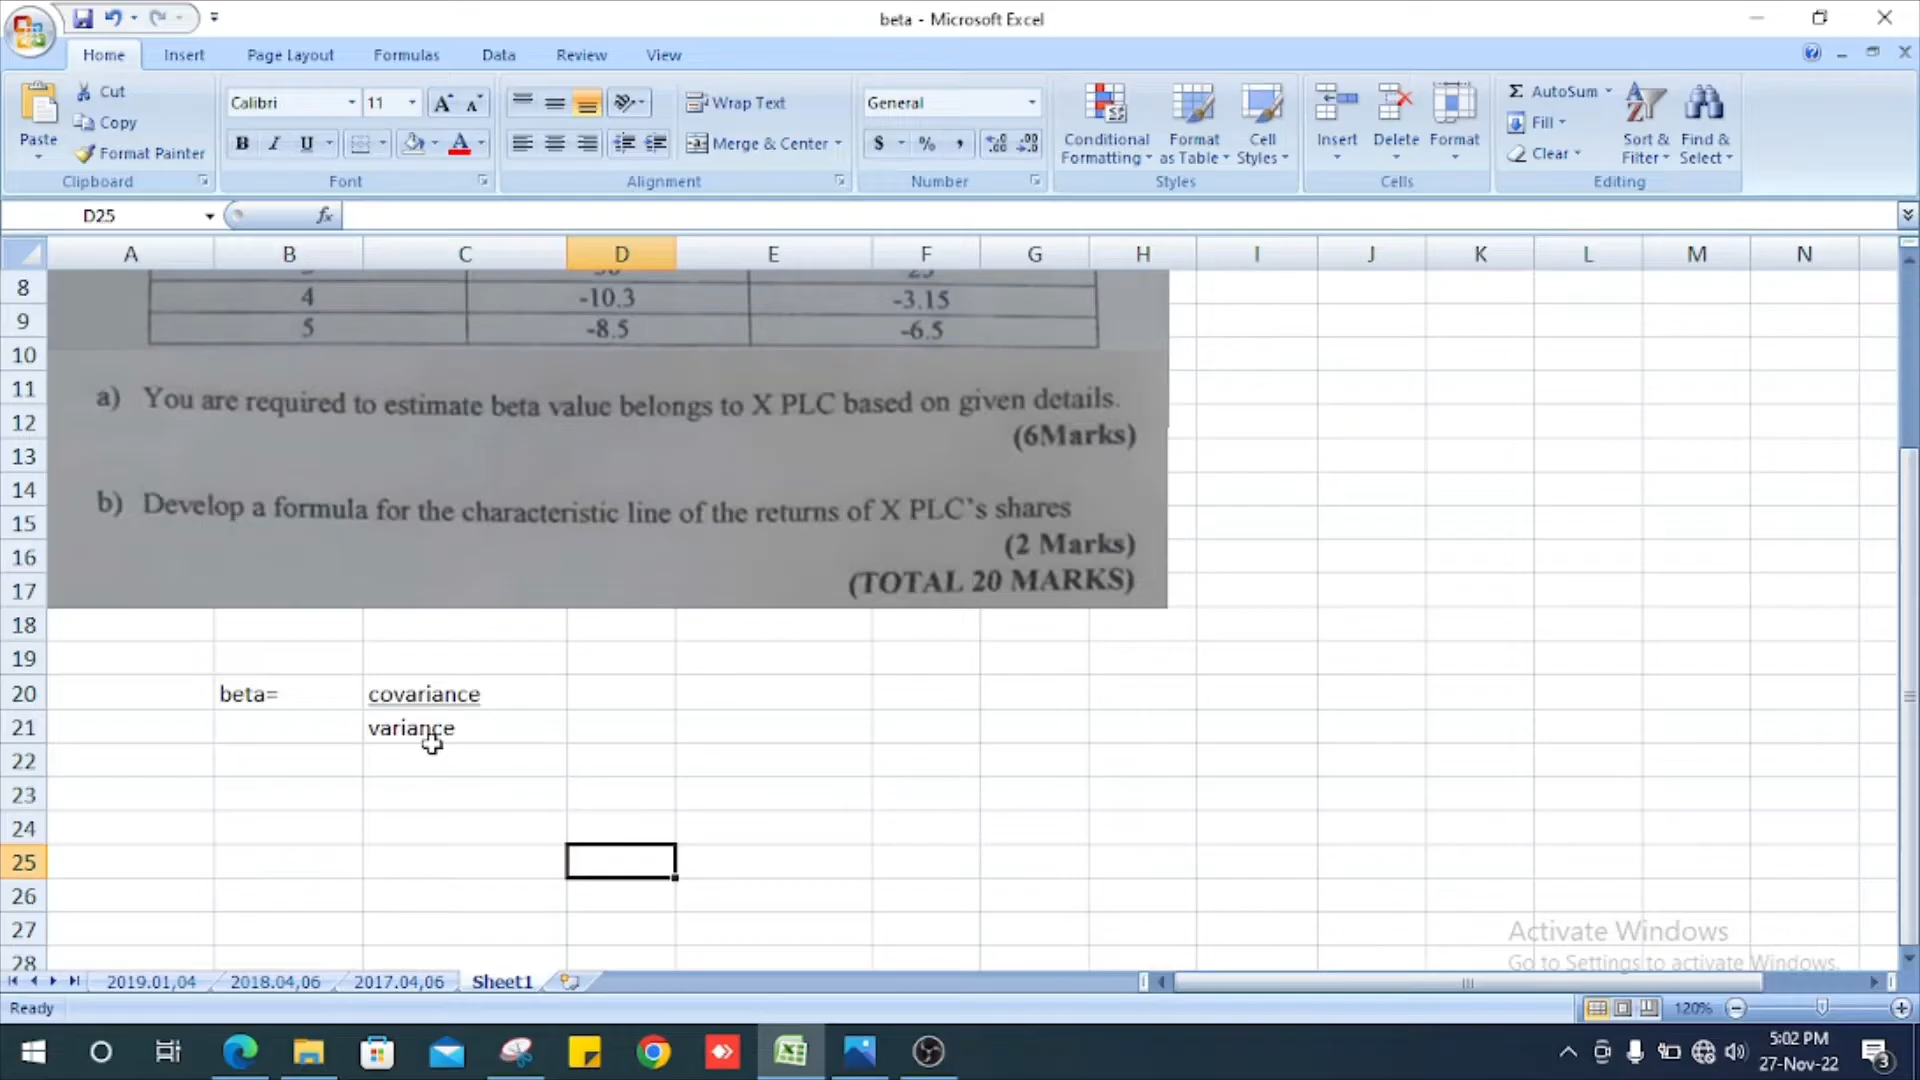 beta - Microsoft Excel
Home Insert Page Layout Formulas Data Review View
Paste
Cut
Copy
Format Painter
Clipboard
Calibri 11
B I U
Font
Wrap Text
Merge & Center
Alignment
General
$ % ,
Number
Conditional Formatting
Format as Table
Cell Styles
Styles
Insert Delete Format
Cells
Σ AutoSum
Fill
Clear
Sort & Filter
Find & Select
Editing
D25 fx
A B C D E F G H I J K L M N
8
9
10
11
12
13
14
15
16
17
18
19
20
21
22
23
24
25
26
27
28
4 -10.3 -3.15
5 -8.5 -6.5
a) You are required to estimate beta value belongs to X PLC based on given details.
(6Marks)
b) Develop a formula for the characteristic line of the returns of X PLC's shares
(2 Marks)
(TOTAL 20 MARKS)
beta= covariance
variance
Activate Windows
Go to Settings to activate Windows.
2019.01,04 2018.04,06 2017.04,06 Sheet1
Ready 120%
5:02 PM
27-Nov-22
3